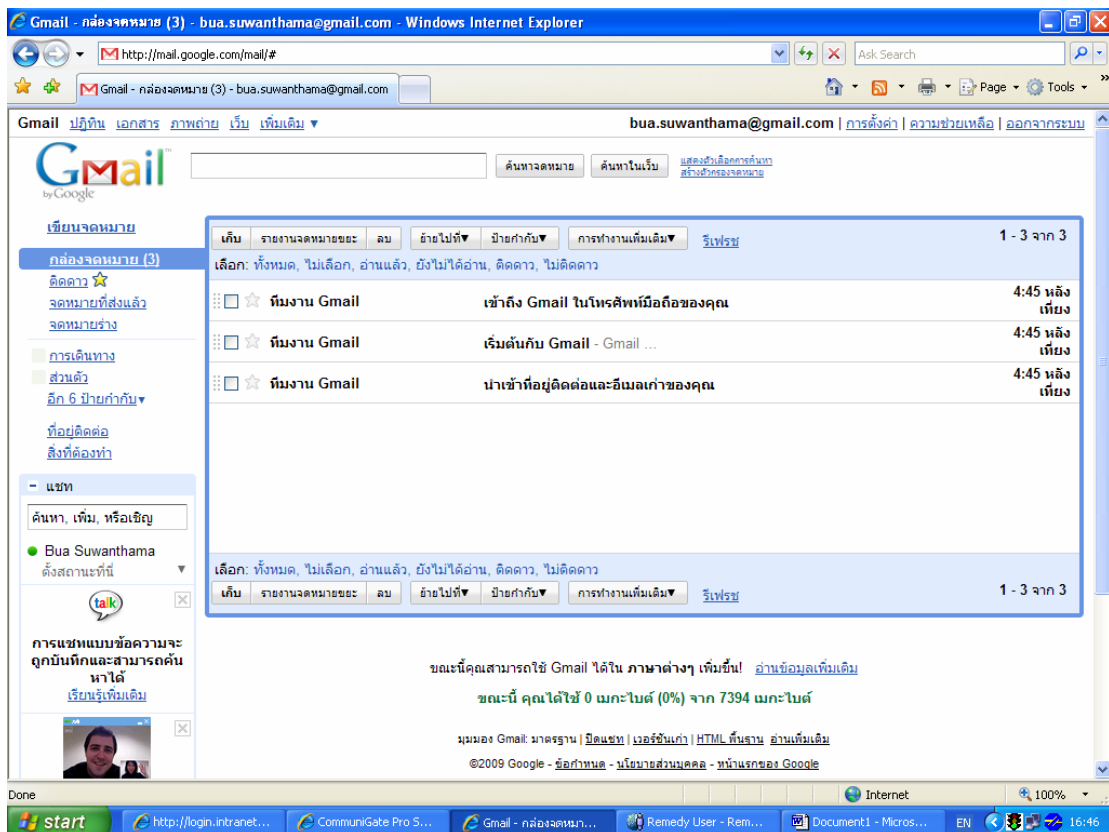 Gmail - กล่องจดหมาย (3) - bua.suwanthama@gmail.com - Windows Internet Explorer
http://mail.google.com/mail/#
Ask Search
Gmail - กล่องจดหมาย (3) - bua.suwanthama@gmail.com
Page Tools
Gmail ปฏิทิน เอกสาร ภาพถ่าย เว็บ เพิ่มเติม ▼ bua.suwanthama@gmail.com | การตั้งค่า | ความช่วยเหลือ | ออกจากระบบ
Gmail™
by Google
ค้นหาจดหมาย ค้นหาในเว็บ
แสดงตัวเลือกการค้นหา
สร้างตัวกรองจดหมาย
เขียนจดหมาย
กล่องจดหมาย (3)
ติดดาว
จดหมายที่ส่งแล้ว
จดหมายร่าง
การเดินทาง
ส่วนตัว
อีก 6 ป้ายกำกับ▼
ที่อยู่ติดต่อ
สิ่งที่ต้องทำ
– แชท
ค้นหา, เพิ่ม, หรือเชิญ
Bua Suwanthama
ตั้งสถานะที่นี่ ▼
talk
การแชทแบบข้อความจะ
ถูกบันทึกและสามารถค้น
หาได้
เรียนรู้เพิ่มเติม
เก็บ รายงานจดหมายขยะ ลบ ย้ายไปที่▼ ป้ายกำกับ▼ การทำงานเพิ่มเติม▼ รีเฟรช 1 - 3 จาก 3
เลือก: ทั้งหมด, ไม่เลือก, อ่านแล้ว, ยังไม่ได้อ่าน, ติดดาว, ไม่ติดดาว
ทีมงาน Gmail เข้าถึง Gmail ในโทรศัพท์มือถือของคุณ 4:45 หลัง
เที่ยง
ทีมงาน Gmail เริ่มต้นกับ Gmail - Gmail ... 4:45 หลัง
เที่ยง
ทีมงาน Gmail นำเข้าที่อยู่ติดต่อและอีเมลเก่าของคุณ 4:45 หลัง
เที่ยง
เลือก: ทั้งหมด, ไม่เลือก, อ่านแล้ว, ยังไม่ได้อ่าน, ติดดาว, ไม่ติดดาว
เก็บ รายงานจดหมายขยะ ลบ ย้ายไปที่▼ ป้ายกำกับ▼ การทำงานเพิ่มเติม▼ รีเฟรช 1 - 3 จาก 3
ขณะนี้คุณสามารถใช้ Gmail ได้ใน ภาษาต่างๆ เพิ่มขึ้น! อ่านข้อมูลเพิ่มเติม
ขณะนี้ คุณได้ใช้ 0 เมกะไบต์ (0%) จาก 7394 เมกะไบต์
มุมมอง Gmail: มาตรฐาน | ปิดแชท | เวอร์ชันเก่า | HTML พื้นฐาน อ่านเพิ่มเติม
©2009 Google - ข้อกำหนด - นโยบายส่วนบุคคล - หน้าแรกของ Google
Done Internet 100%
start http://login.intranet... CommuniGate Pro S... Gmail - กล่องจดหมา... Remedy User - Rem... Document1 - Micros... EN 16:46